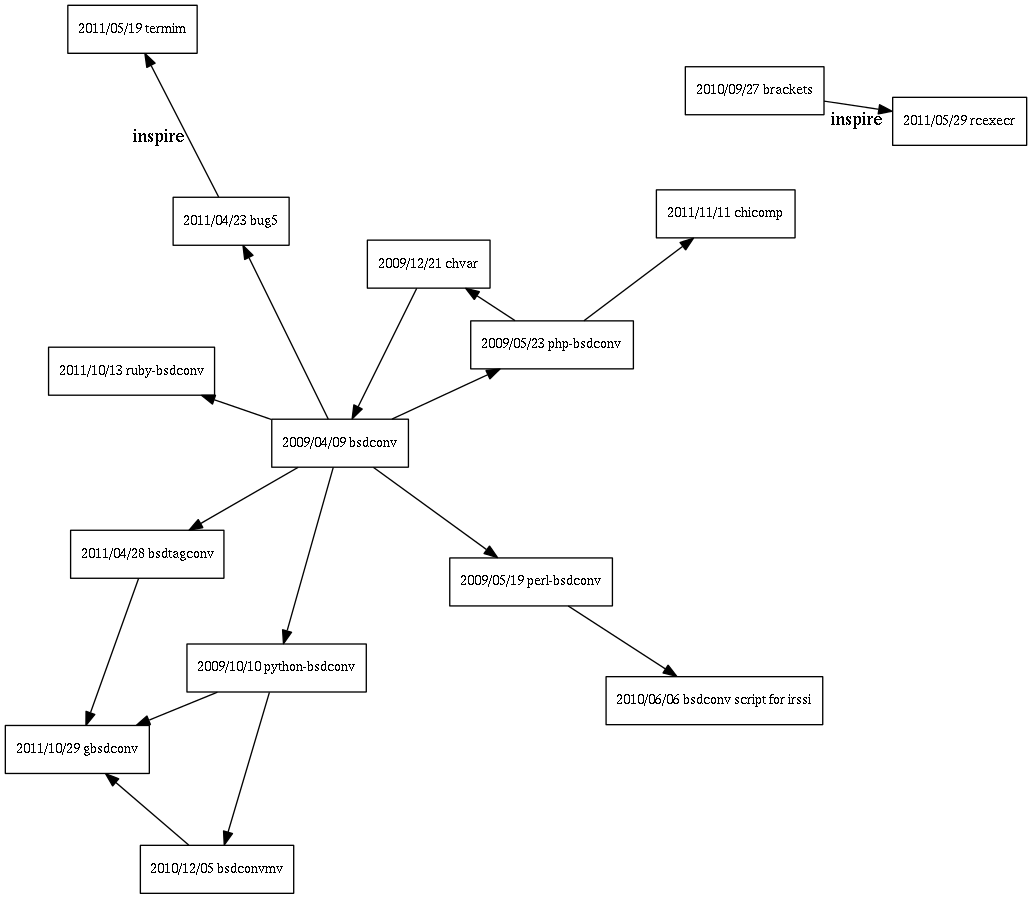 2011/05/19 termim
2010/09/27 brackets
inspire
2011/05/29 rcexecr
inspire
2011/04/23 bug5
2011/11/11 chicomp
2009/12/21 chvar
2009/05/23 php-bsdconv
2011/10/13 ruby-bsdconv
2009/04/09 bsdconv
2011/04/28 bsdtagconv
2009/05/19 perl-bsdconv
2009/10/10 python-bsdconv
2010/06/06 bsdconv script for irssi
2011/10/29 gbsdconv
2010/12/05 bsdconvmv